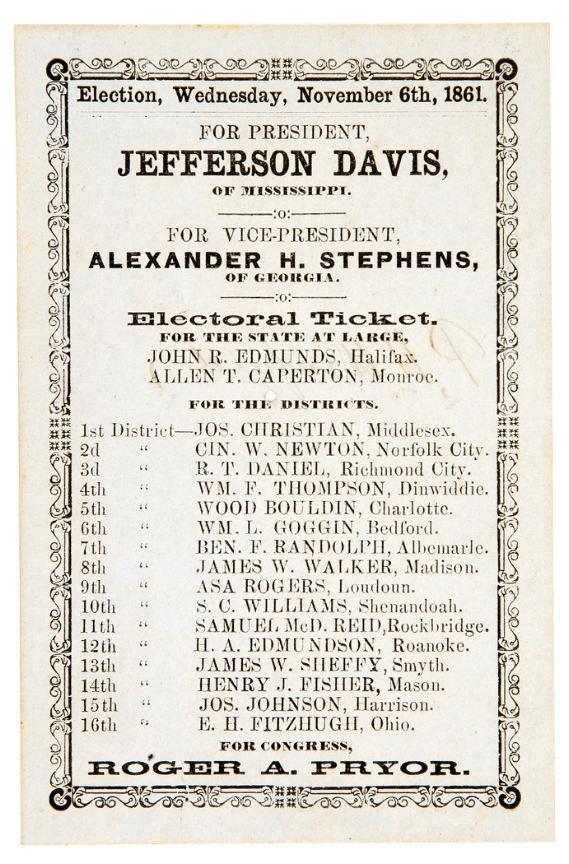 Election, Wednesday, November 6th, 1861.
FOR PRESIDENT,
JEFFERSON DAVIS,
OF MISSISSIPPI.
:o:
FOR VICE-PRESIDENT,
ALEXANDER H. STEPHENS,
OF GEORGIA.
:o:
Electoral Ticket.
FOR THE STATE AT LARGE,
JOHN R. EDMUNDS, Halifax.
ALLEN T. CAPERTON, Monroe.
FOR THE DISTRICTS.
1st District—JOS. CHRISTIAN, Middlesex.
2d “ CIN. W. NEWTON, Norfolk City.
3d “ R. T. DANIEL, Richmond City.
4th “ WM. F. THOMPSON, Dinwiddie.
5th “ WOOD BOULDIN, Charlotte.
6th “ WM. L. GOGGIN, Bedford.
7th “ BEN. F. RANDOLPH, Albemarle.
8th “ JAMES W. WALKER, Madison.
9th “ ASA ROGERS, Loudoun.
10th “ S. C. WILLIAMS, Shenandoah.
11th “ SAMUEL McD. REID,Rockbridge.
12th “ H. A. EDMUNDSON, Roanoke.
13th “ JAMES W. SHEFFY, Smyth.
14th “ HENRY J. FISHER, Mason.
15th “ JOS. JOHNSON, Harrison.
16th “ E. H. FITZHUGH, Ohio.
FOR CONGRESS,
ROGER A. PRYOR.